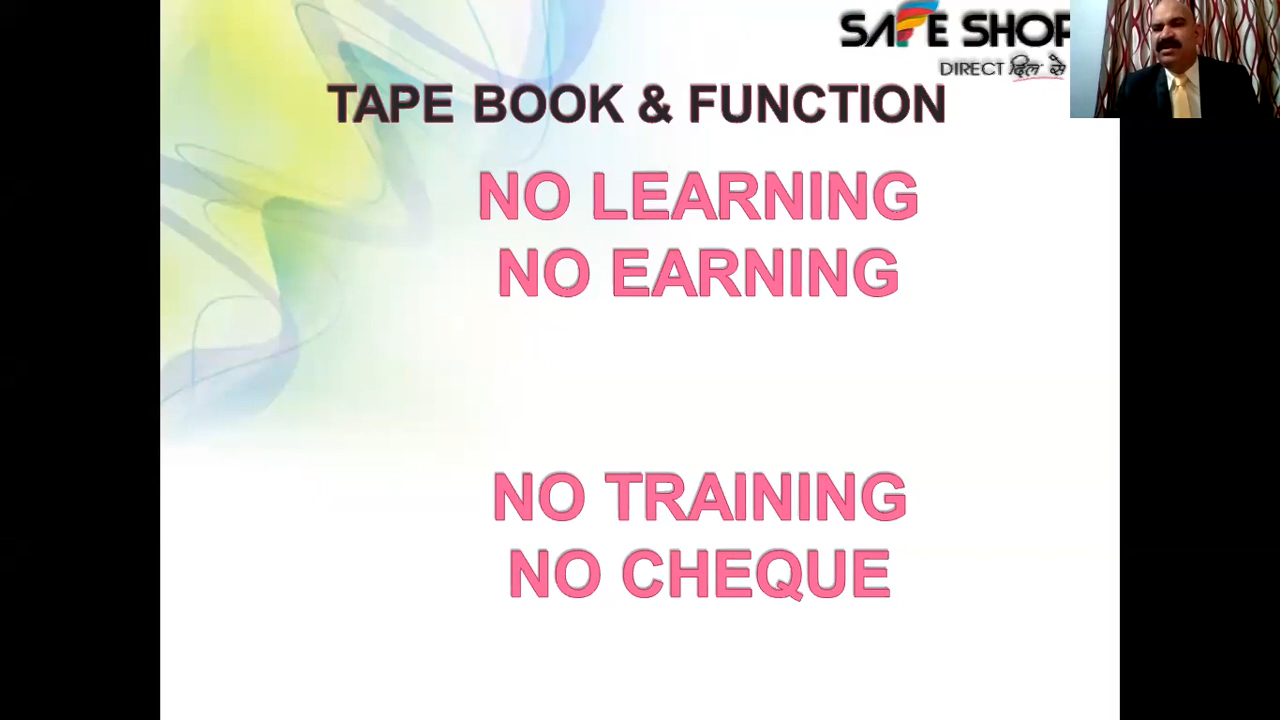 SAFE SHOP
DIRECT दिल से
TAPE BOOK & FUNCTION
NO LEARNING
NO EARNING
NO TRAINING
NO CHEQUE